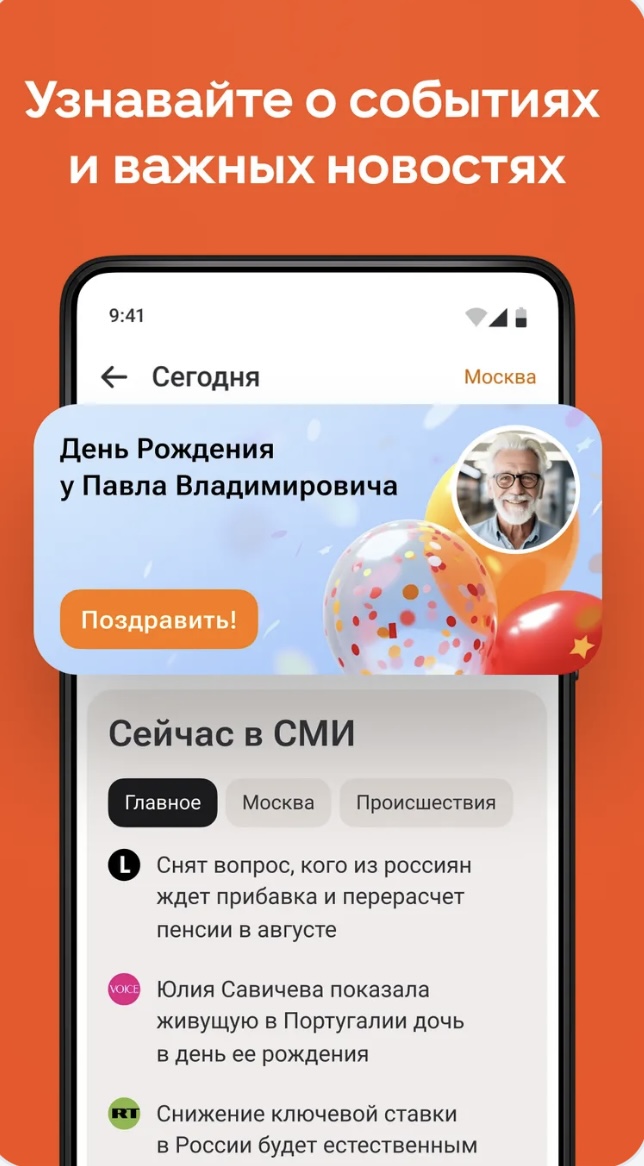 Узнавайте о событиях
и важных новостях
9:41
Сегодня
Москва
День Рождения
у Павла Владимировича
Поздравить!
Сейчас в СМИ
Главное
Москва
Происшествия
L
Снят вопрос, кого из россиян
ждет прибавка и перерасчет
пенсии в августе
VOICE
Юлия Савичева показала
живущую в Португалии дочь
в день ее рождения
RT
Снижение ключевой ставки
в России будет естественным